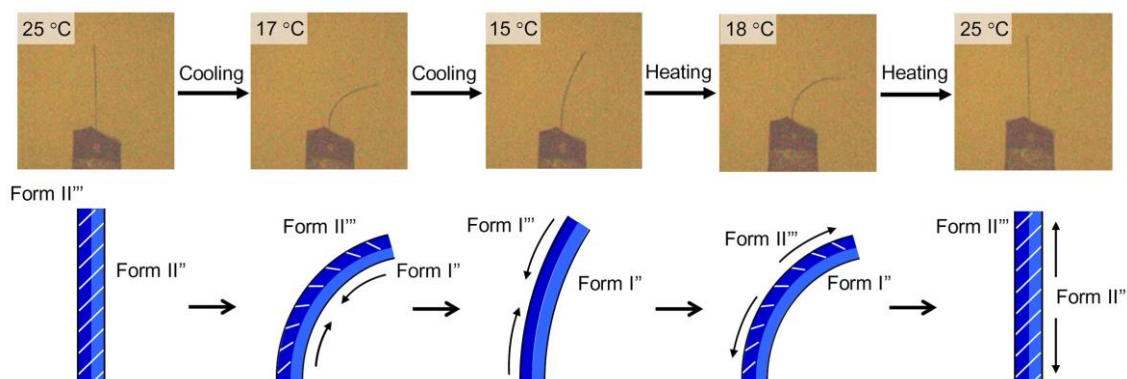 25 °C
17 °C
15 °C
18 °C
25 °C
Cooling
Cooling
Heating
Heating
Form II"'
Form II"
Form II"'
Form I"
Form I"'
Form I"
Form II"'
Form I"
Form II"'
Form II"